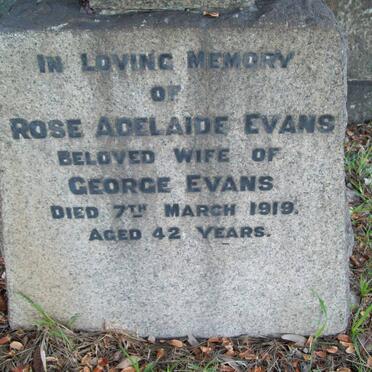 IN LOVING MEMORY
OF
ROSE ADELAIDE EVANS
BELOVED WIFE OF
GEORGE EVANS
DIED 7TH MARCH 1919.
AGED 42 YEARS.